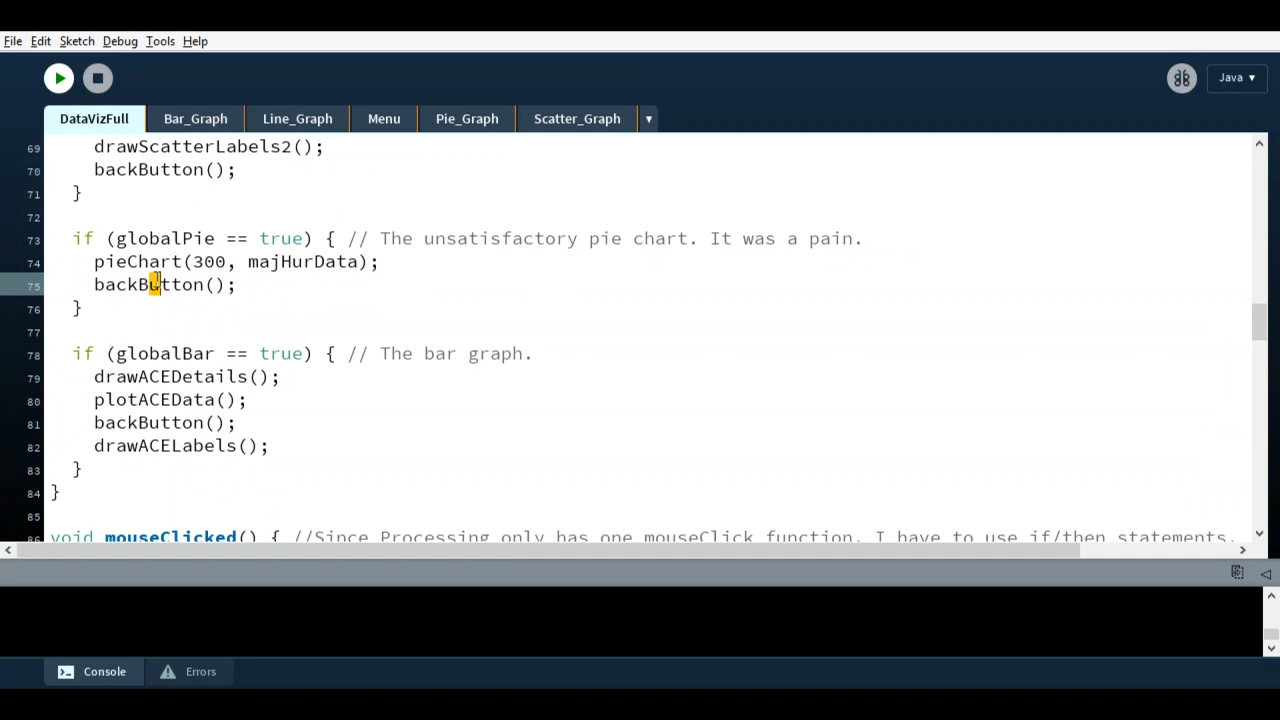 File Edit Sketch Debug Tools Help
Java ▼
DataVizFull Bar_Graph Line_Graph Menu Pie_Graph Scatter_Graph ▼
69 drawScatterLabels2();
70 backButton();
71 }
72
73 if (globalPie == true) { // The unsatisfactory pie chart. It was a pain.
74 pieChart(300, majHurData);
75 backButton();
76 }
77
78 if (globalBar == true) { // The bar graph.
79 drawACEDetails();
80 plotACEData();
81 backButton();
82 drawACELabels();
83 }
84 }
85
86 void mouseClicked() { //Since Processing only has one mouseClick function, I have to use if/then statements.
Console Errors